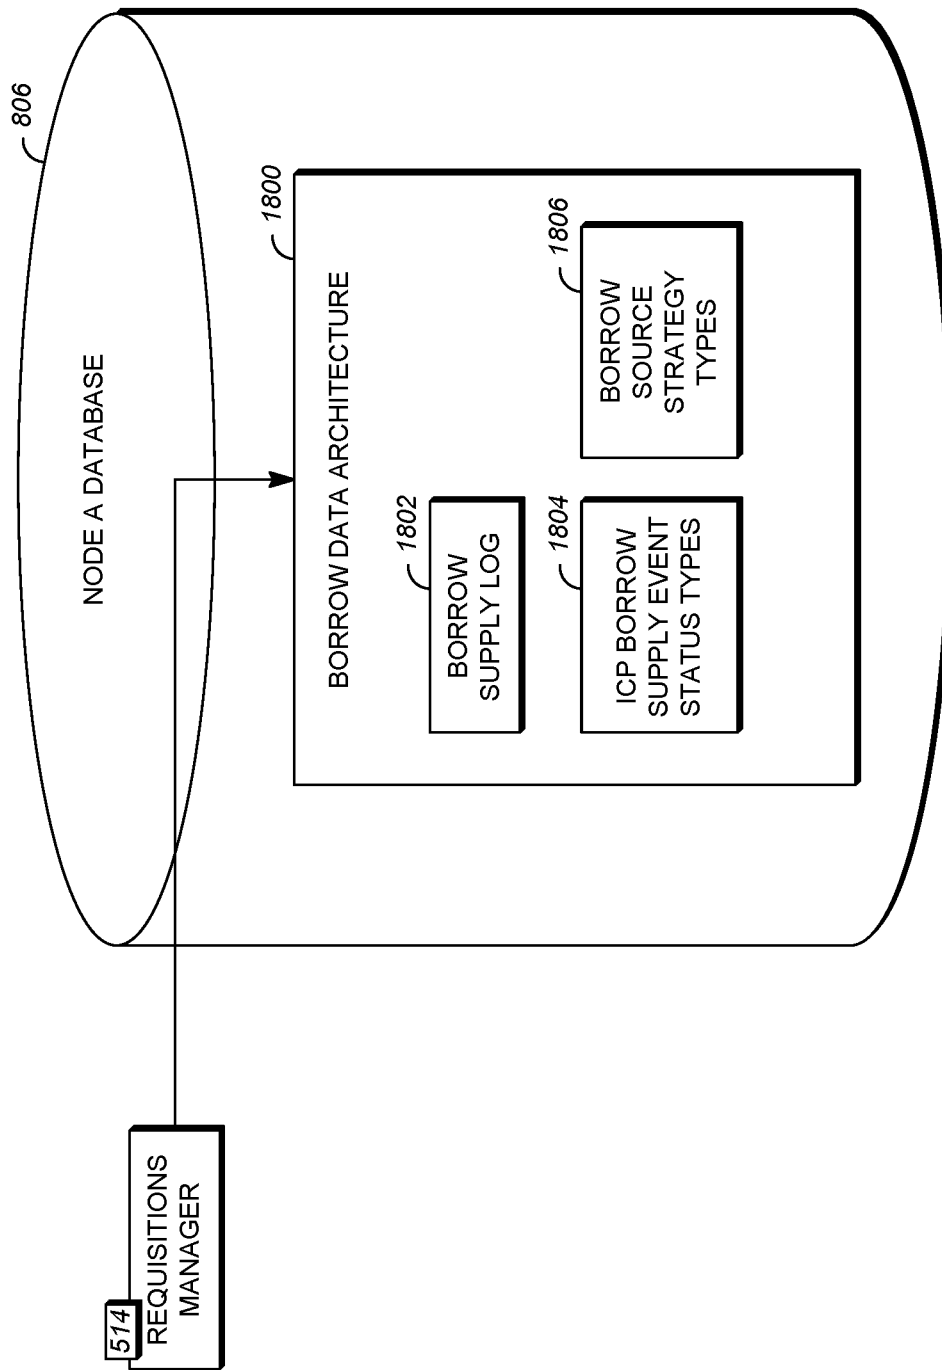 806
NODE A DATABASE
514
REQUISITIONS
MANAGER
1800
BORROW DATA ARCHITECTURE
1802
BORROW
SUPPLY LOG
1804
ICP BORROW
SUPPLY EVENT
STATUS TYPES
1806
BORROW
SOURCE
STRATEGY
TYPES